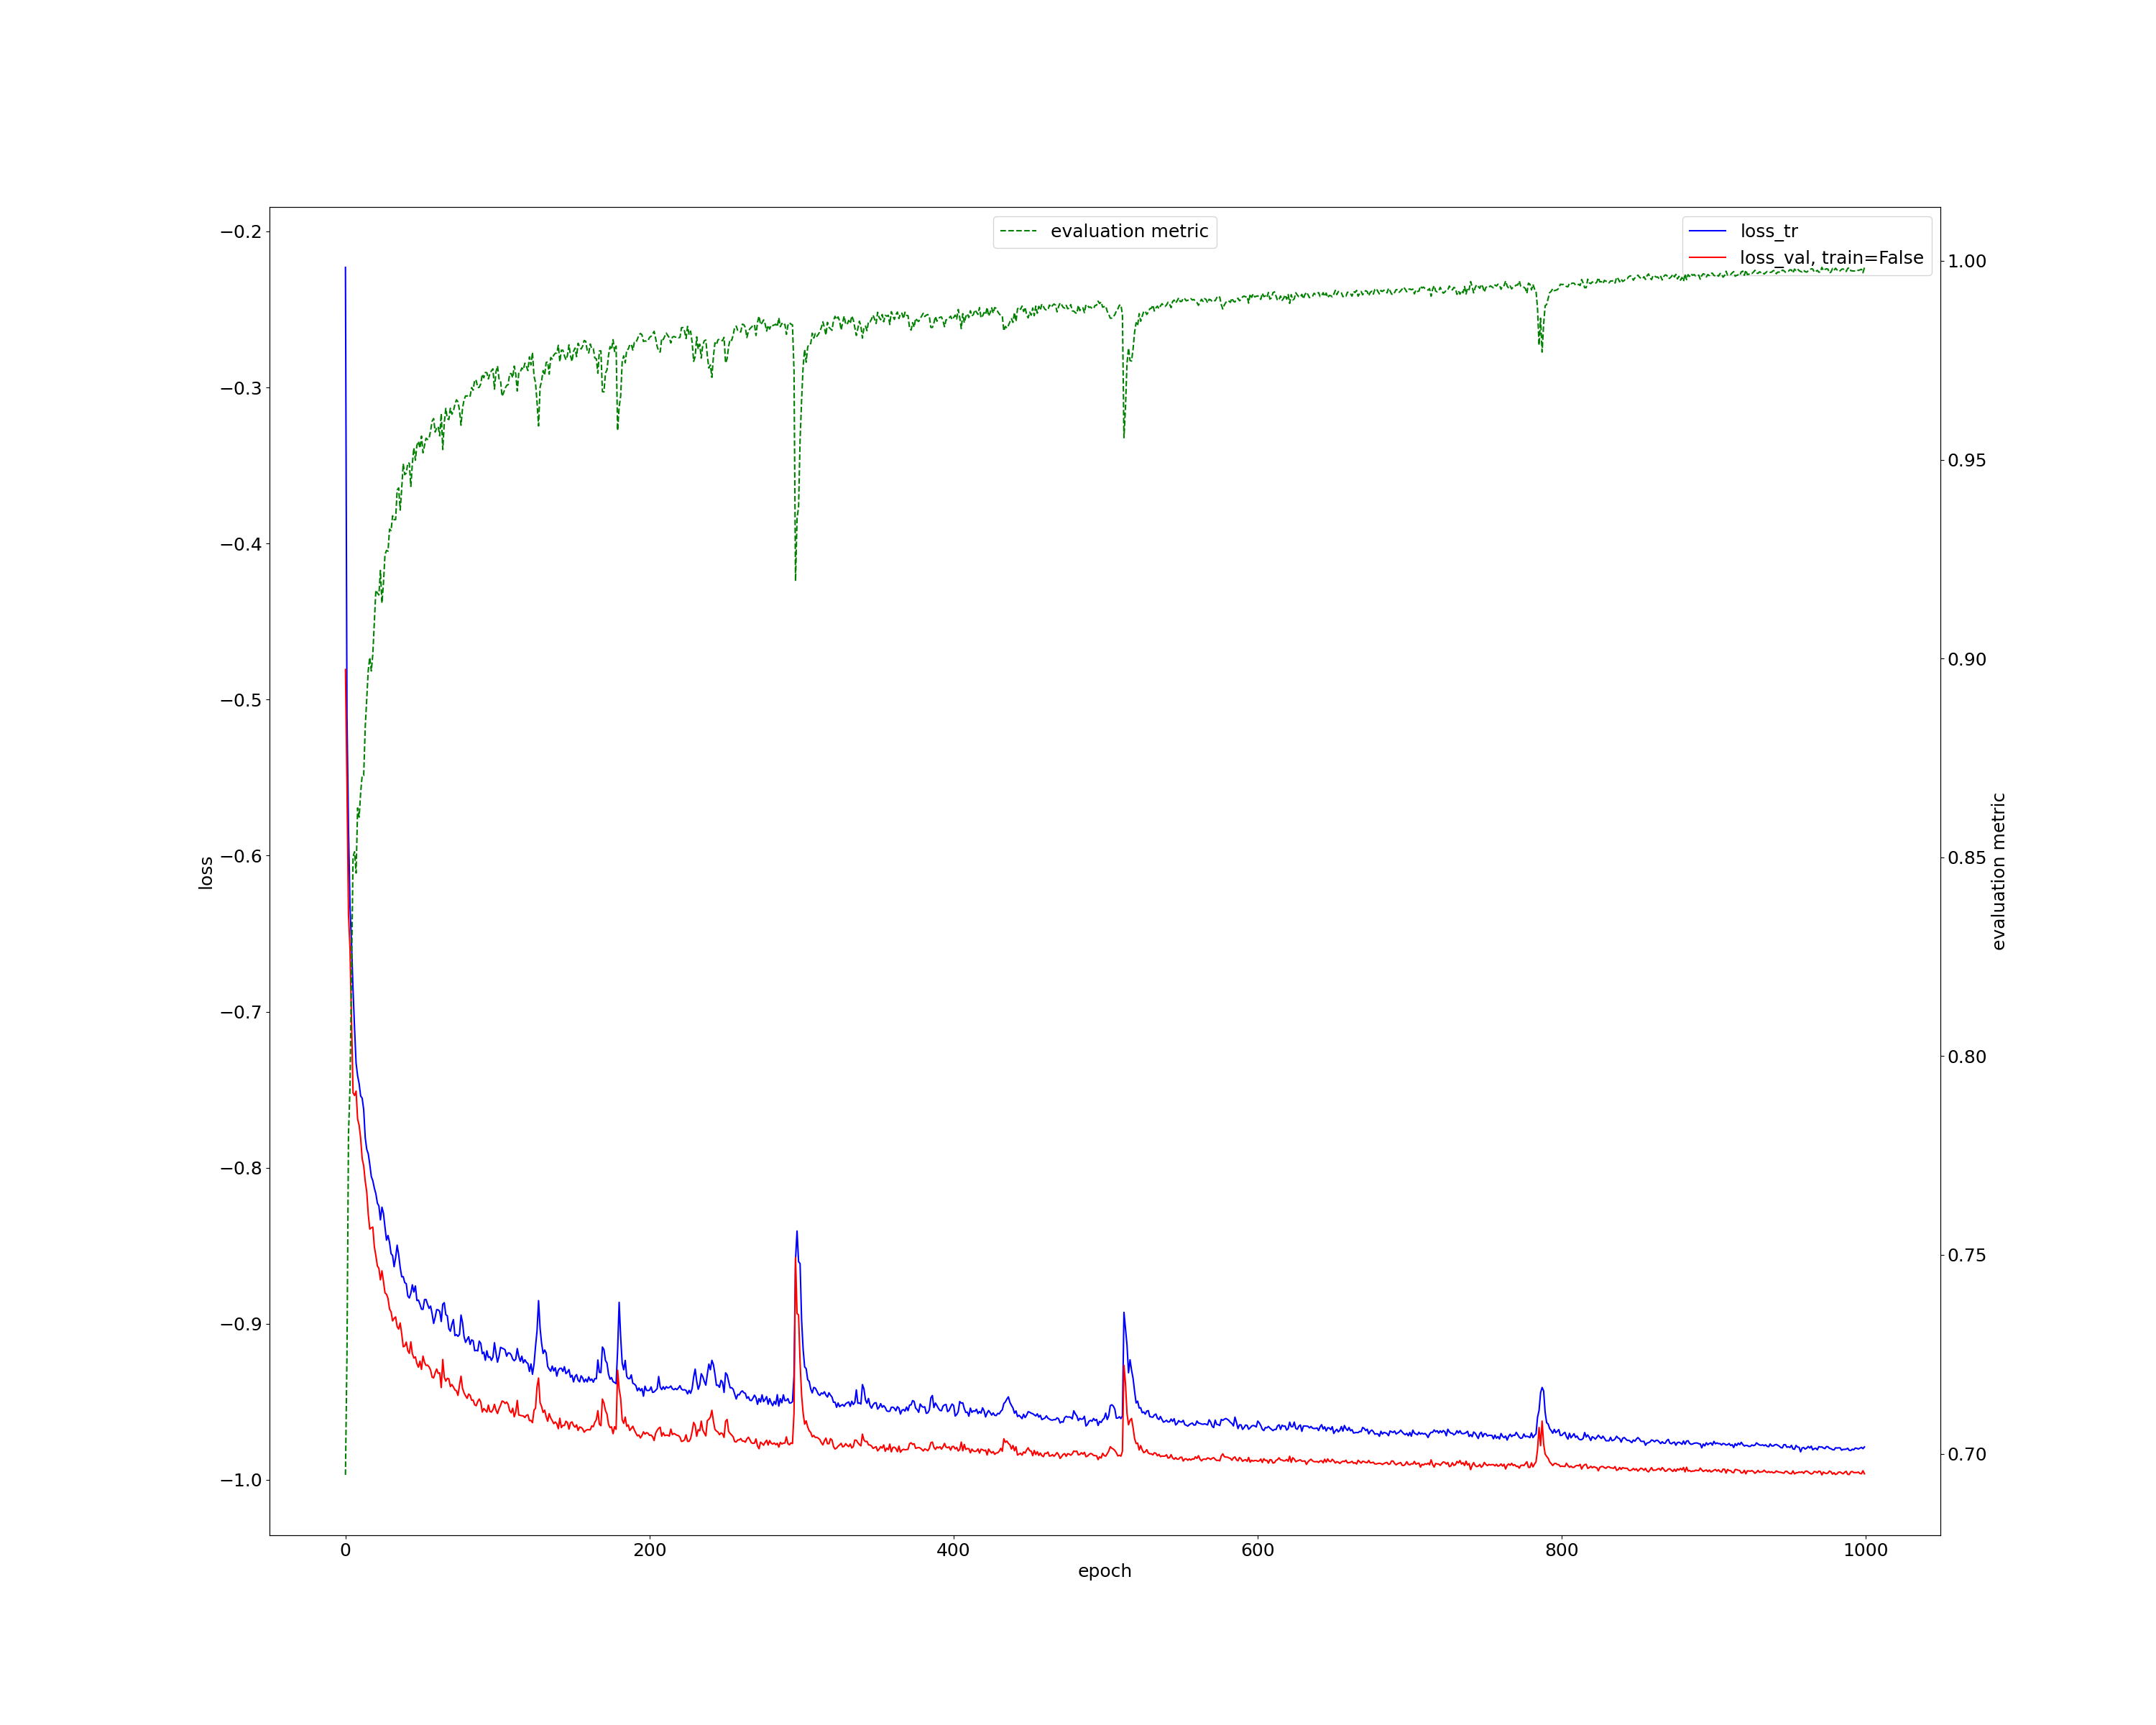 evaluation metric
loss_tr
loss_val, train=False
−0.2
−0.3
−0.4
−0.5
−0.6
−0.7
−0.8
−0.9
−1.0
loss
1.00
0.95
0.90
0.85
0.80
0.75
0.70
evaluation metric
0 200 400 600 800 1000
epoch